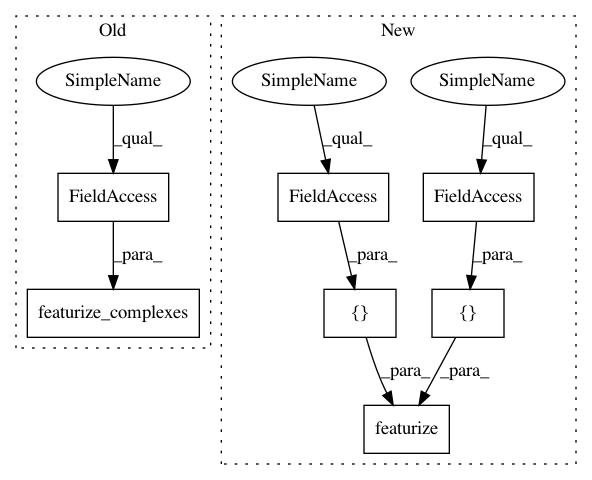 Old
New
SimpleName
SimpleName
SimpleName
_qual_
_qual_
_qual_
FieldAccess
FieldAccess
FieldAccess
_para_
_para_
_para_
featurize_complexes
{}
{}
_para_
_para_
featurize